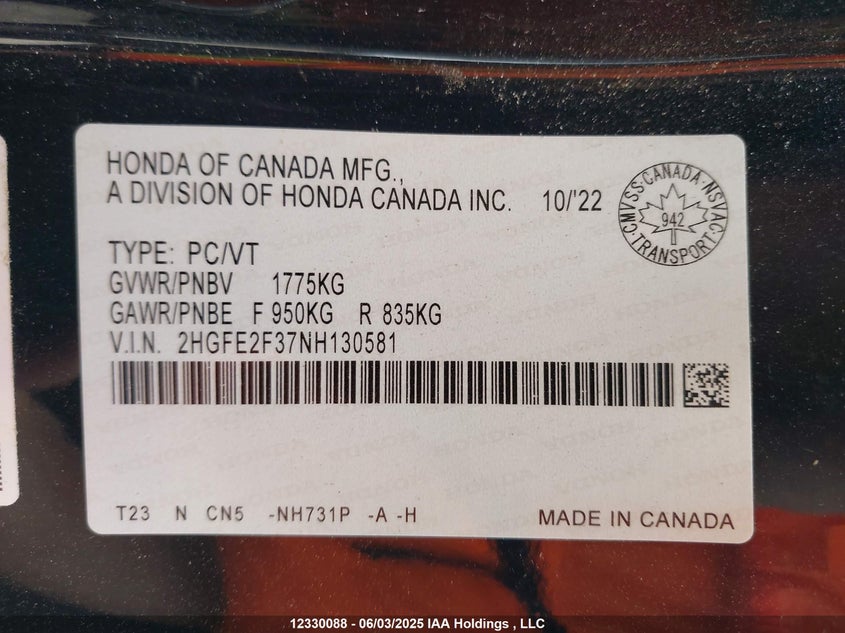 HONDA OF CANADA MFG.,
A DIVISION OF HONDA CANADA INC. 10/'22
CMVSS·CANADA·NSVAC·TRANSPORT·
942
TYPE: PC/VT
GVWR/PNBV 1775KG
GAWR/PNBE F 950KG R 835KG
V.I.N. 2HGFE2F37NH130581
T23 N CN5 -NH731P -A -H
MADE IN CANADA
12330088 - 06/03/2025 IAA Holdings , LLC